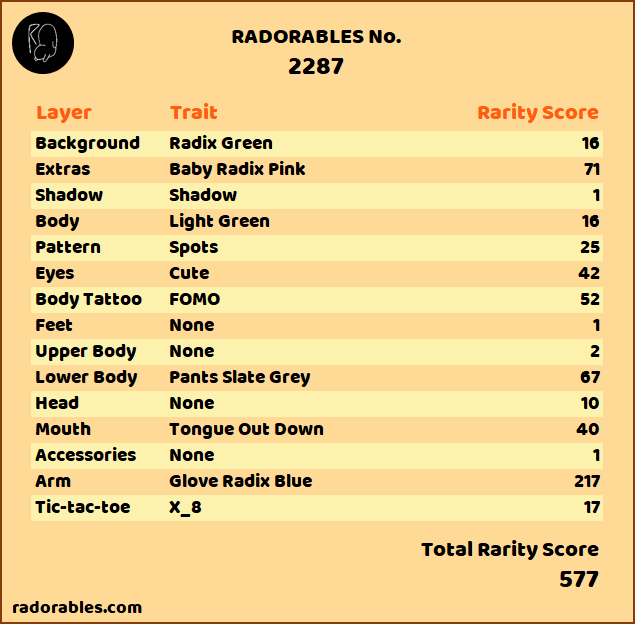 RADORABLES No.
2287
Layer Trait Rarity Score
Background Radix Green 16
Extras Baby Radix Pink 71
Shadow Shadow 1
Body Light Green 16
Pattern Spots 25
Eyes Cute 42
Body Tattoo FOMO 52
Feet None 1
Upper Body None 2
Lower Body Pants Slate Grey 67
Head None 10
Mouth Tongue Out Down 40
Accessories None 1
Arm Glove Radix Blue 217
Tic-tac-toe X_8 17
Total Rarity Score
577
radorables.com